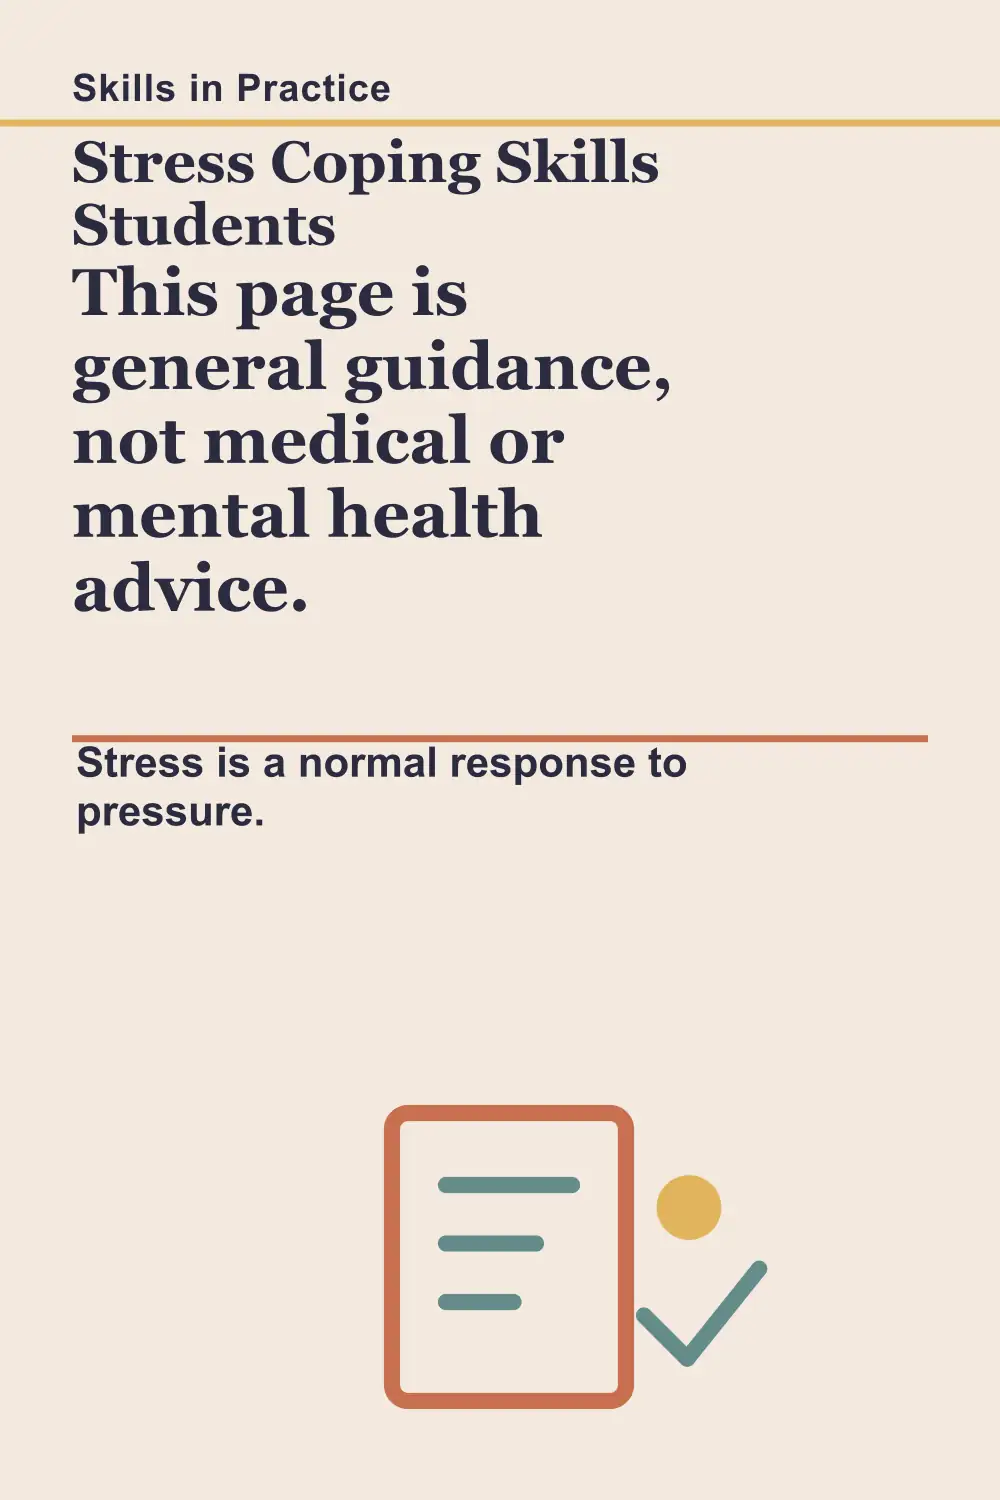 Skills in Practice
Stress Coping Skills
Students
This page is
general guidance,
not medical or
mental health
advice.
Stress is a normal response to
pressure.